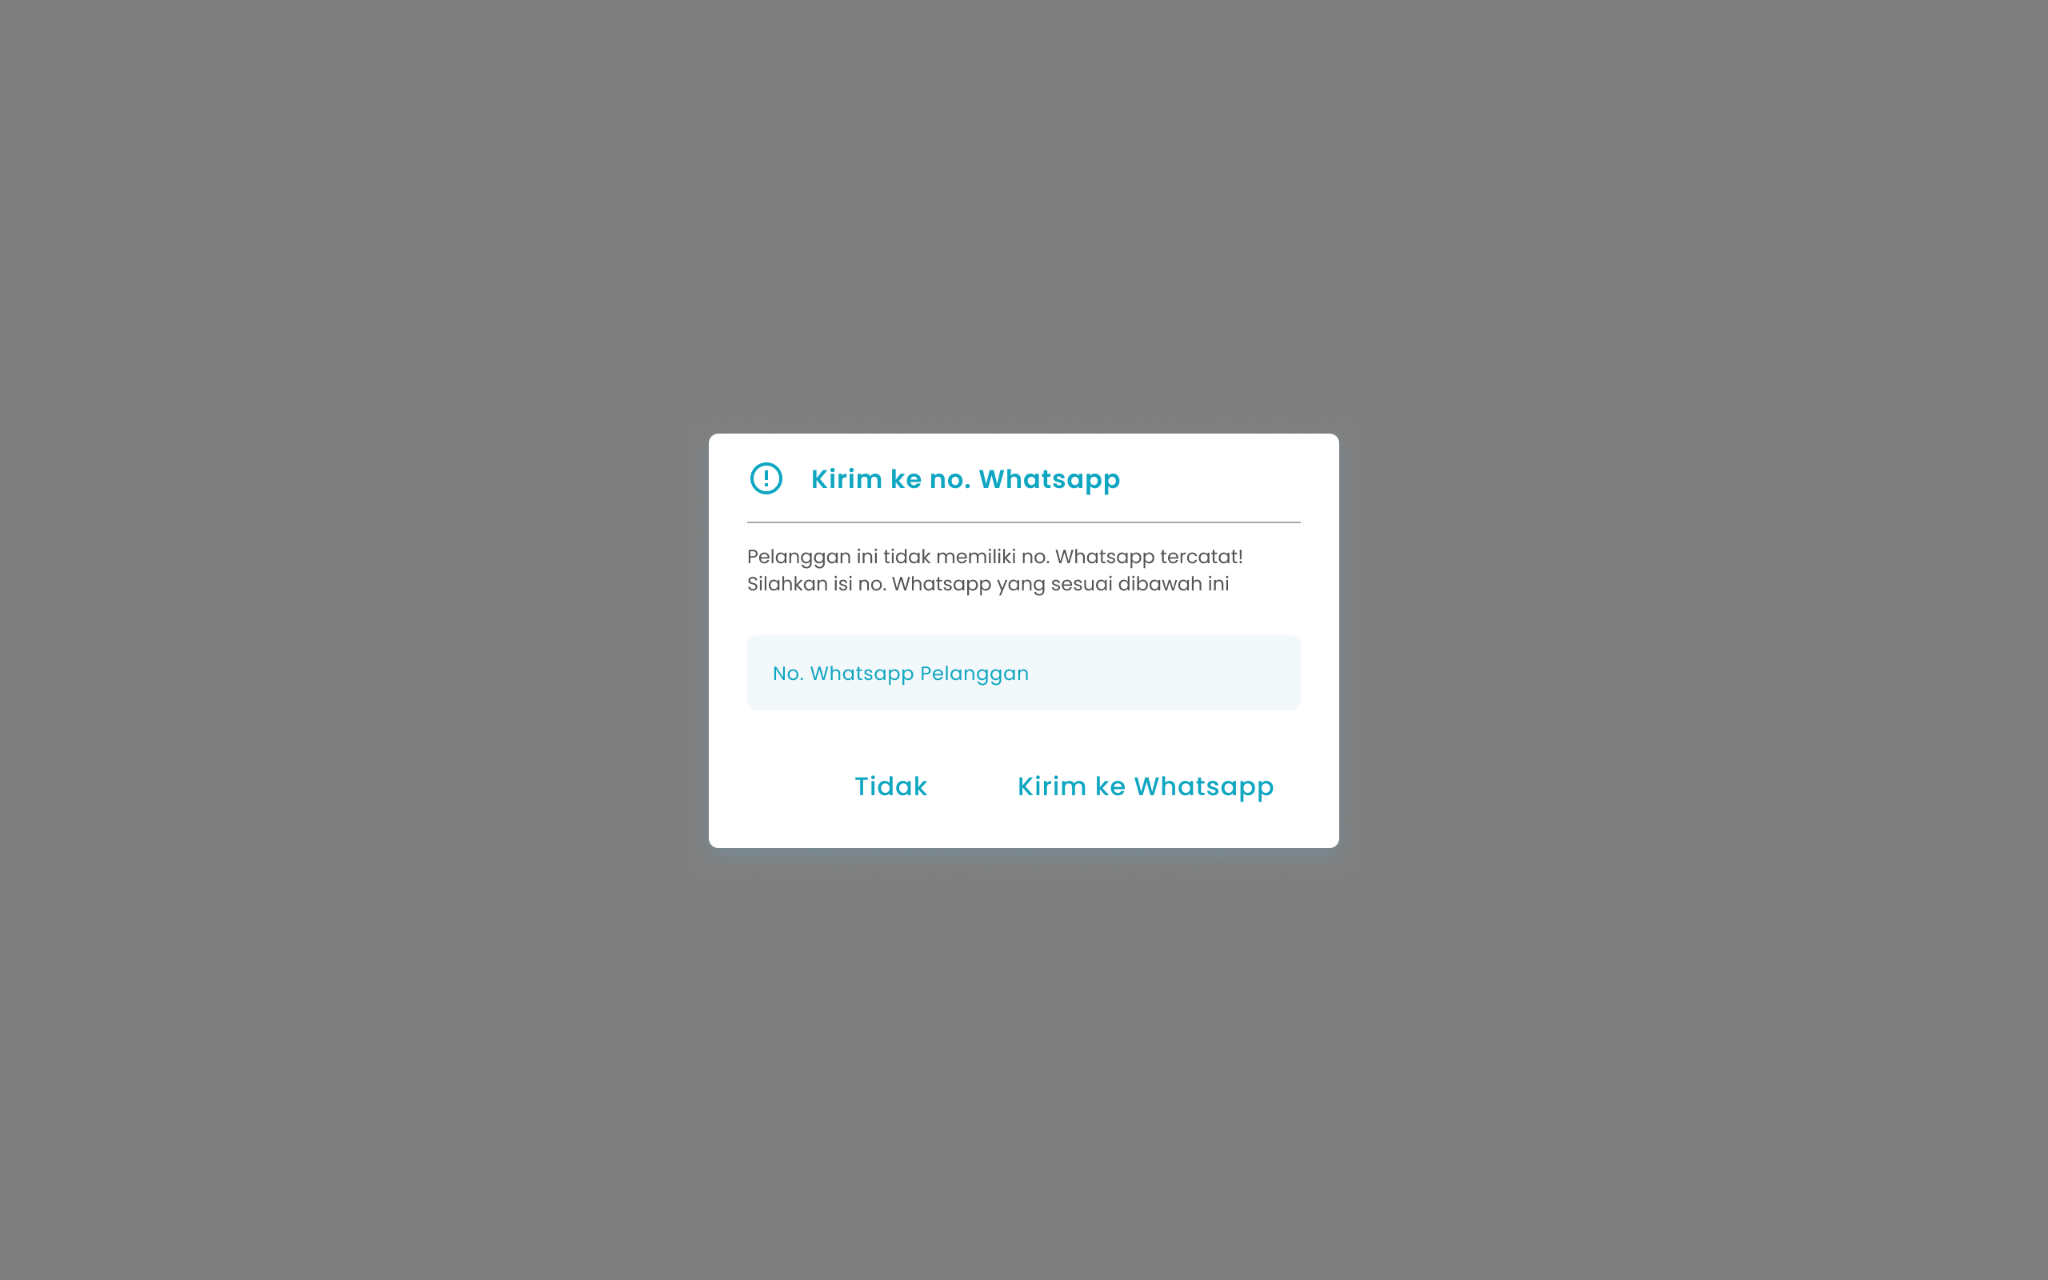 Kirim ke no. Whatsapp
Pelanggan ini tidak memiliki no. Whatsapp tercatat!
Silahkan isi no. Whatsapp yang sesuai dibawah ini
No. Whatsapp Pelanggan
Tidak
Kirim ke Whatsapp